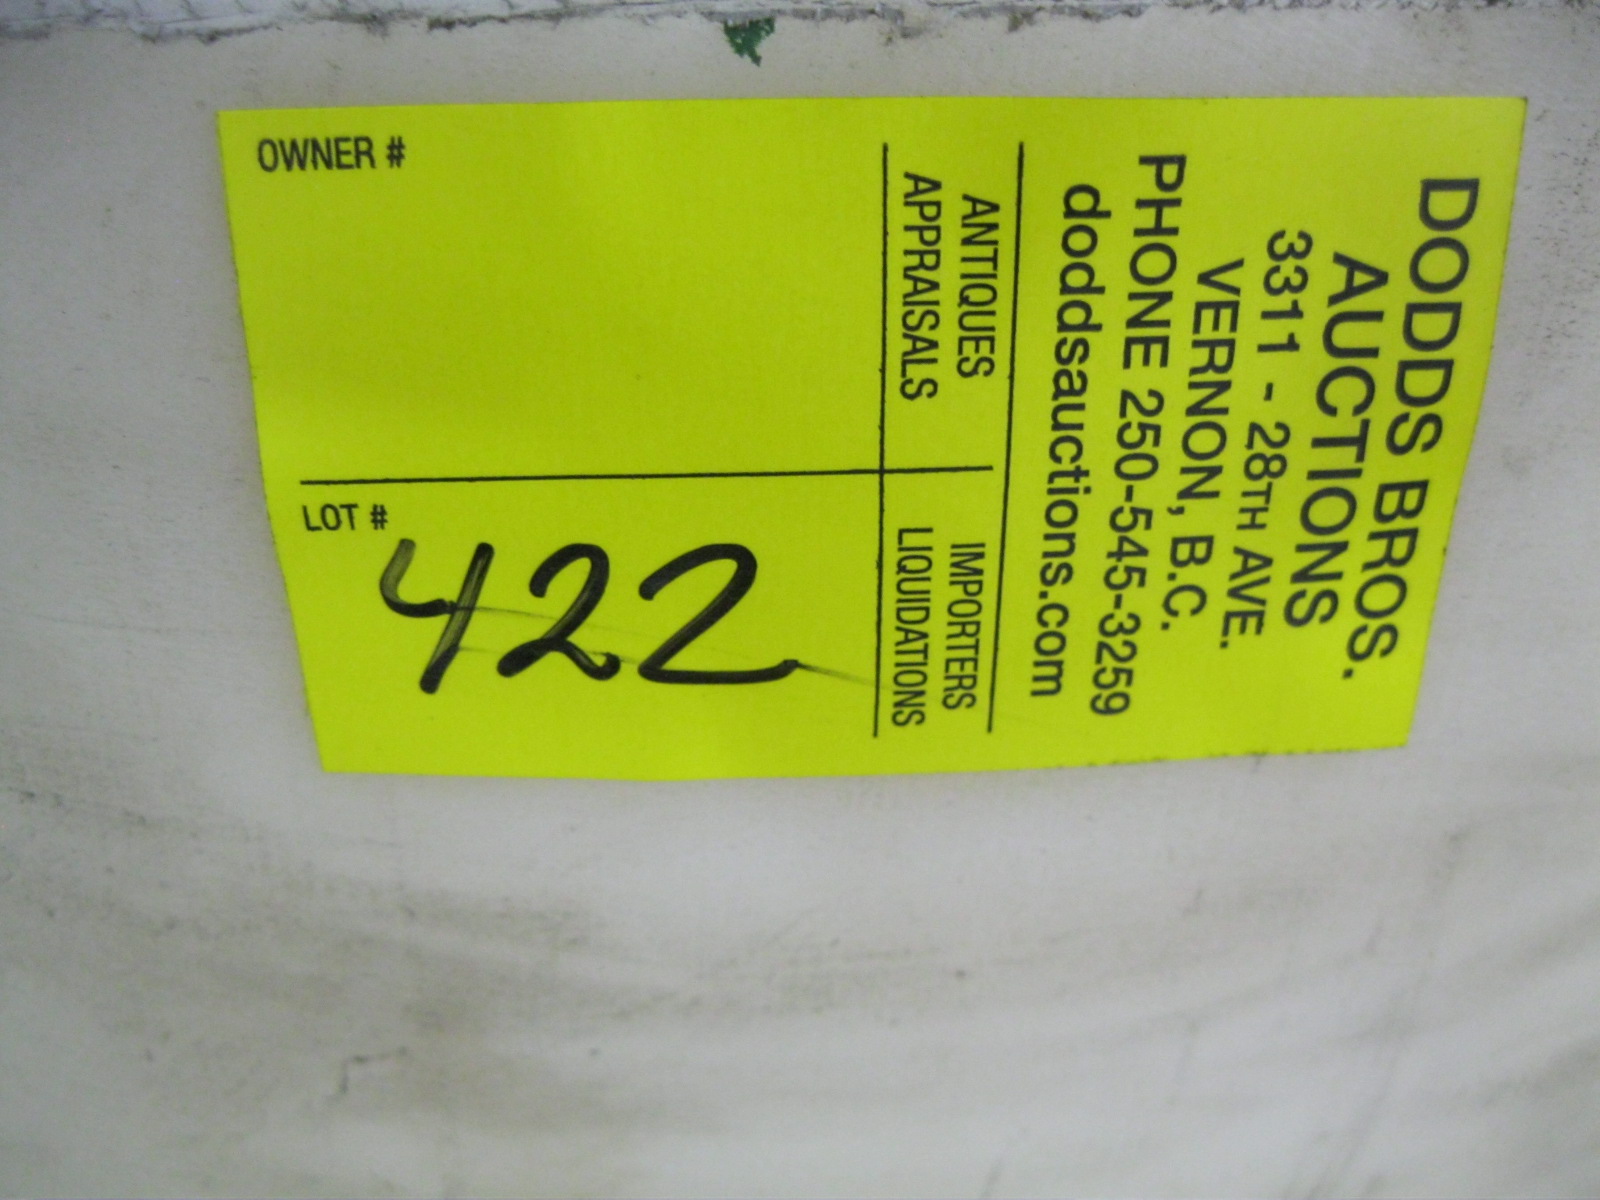 DODDS BROS.
AUCTIONS
3311 - 28TH AVE.
VERNON, B.C.
PHONE 250-545-3259
doddsauctions.com
ANTIQUES
APPRAISALS
IMPORTERS
LIQUIDATIONS
OWNER #
LOT #
422